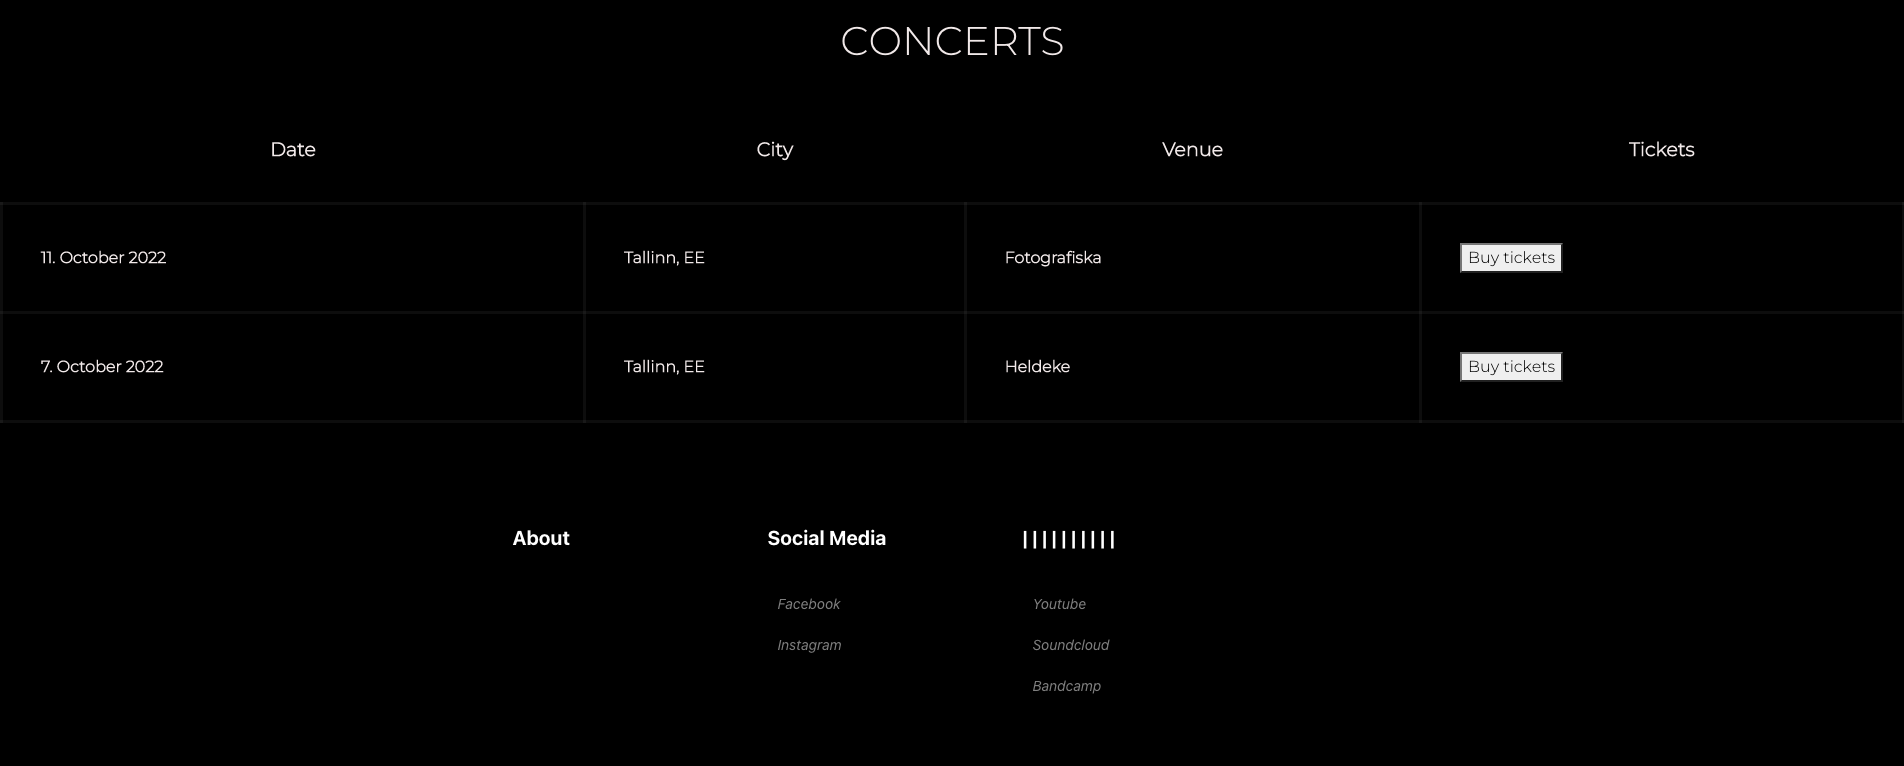 CONCERTS
Date City Venue Tickets
11. October 2022 Tallinn, EE Fotografiska Buy tickets
7. October 2022 Tallinn, EE Heldeke Buy tickets
About Social Media ||||||||||
Facebook Youtube
Instagram Soundcloud
Bandcamp